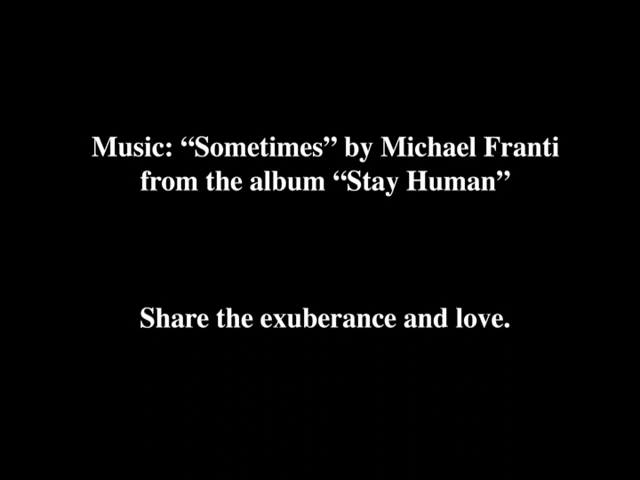 Music: “Sometimes” by Michael Franti
from the album “Stay Human”
Share the exuberance and love.